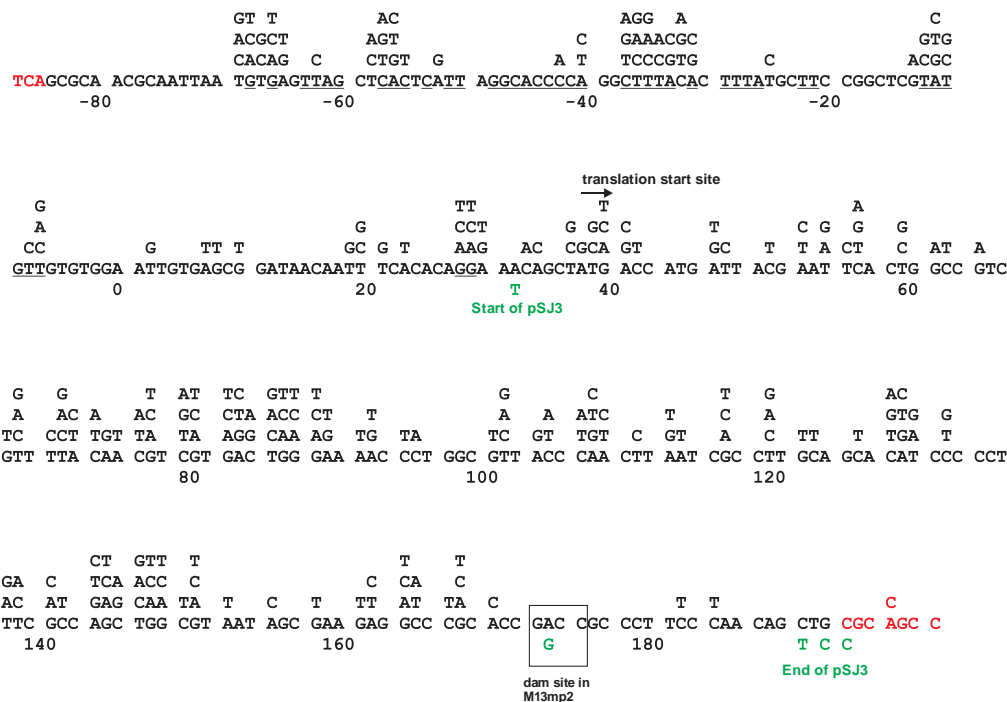 GT T AC AGG A C
ACGCT AGT C GAAACGC GTG
CACAG C CTGT G A T TCCCGTG C ACGC
TCAGCGCA ACGCAATTAA TGTGAGTTAG CTCACTCATT AGGCACCCCA GGCTTTACAC TTTATGCTTC CGGCTCGTAT
-80 -60 -40 -20
translation start site
G TT T A
A G CCT G GC C T C G G G
CC G TTT T GC G T AAG AC CGCA GT GC T T A CT C AT A
GTTGTGTGGA ATTGTGAGCG GATAACAATT TCACACAGGA AACAGCTATG ACC ATG ATT ACG AAT TCA CTG GCC GTC
0 20 T 40 60
Start of pSJ3
G G T AT TC GTT T G C T G AC
A AC A AC GC CTA ACC CT T A A ATC T C A GTG G
TC CCT TGT TA TA AGG CAA AG TG TA TC GT TGT C GT A C TT T TGA T
GTT TTA CAA CGT CGT GAC TGG GAA AAC CCT GGC GTT ACC CAA CTT AAT CGC CTT GCA GCA CAT CCC CCT
80 100 120
CT GTT T T T
GA C TCA ACC C C CA C
AC AT GAG CAA TA T C T TT AT TA C T T C
TTC GCC AGC TGG CGT AAT AGC GAA GAG GCC CGC ACC GAC CGC CCT TCC CAA CAG CTG CGC AGC C
140 160 G 180 T C C
End of pSJ3
dam site in
M13mp2